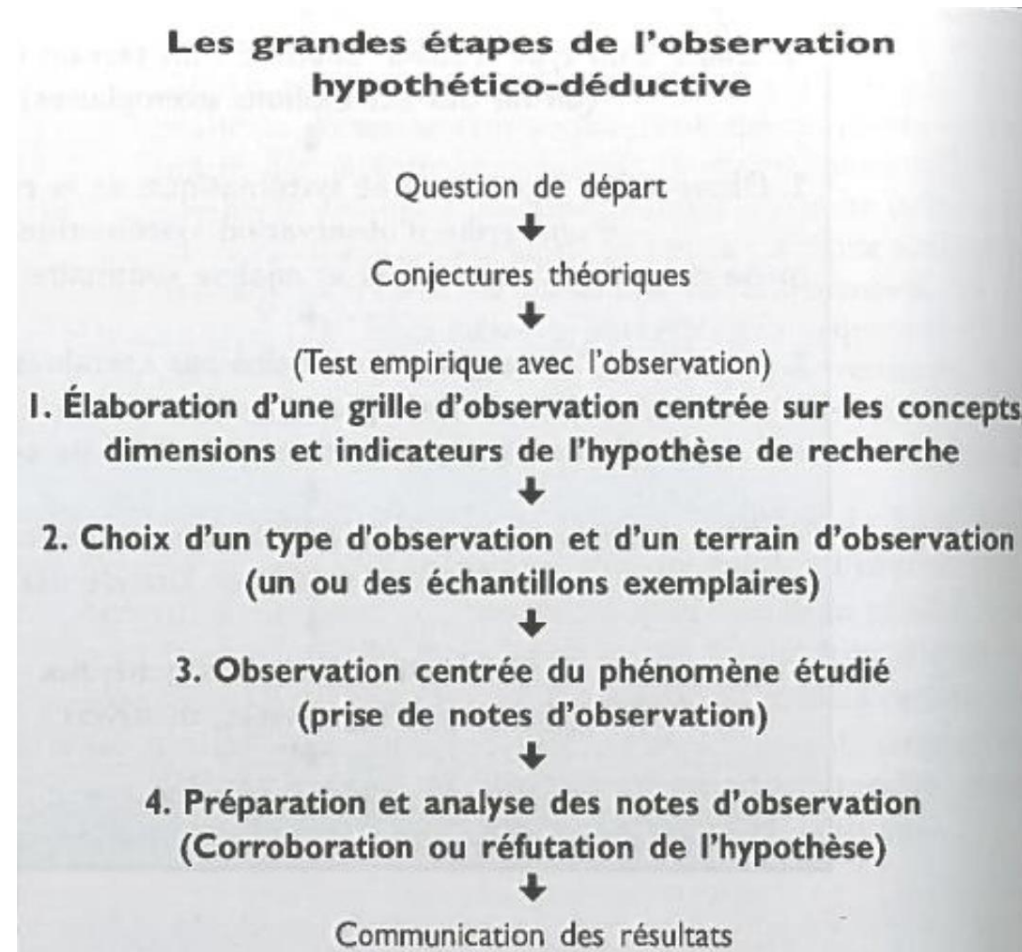 Les grandes étapes de l'observation
hypothético-déductive
Question de départ
Conjectures théoriques
(Test empirique avec l'observation)
1. Élaboration d'une grille d'observation centrée sur les concepts,
dimensions et indicateurs de l'hypothèse de recherche
2. Choix d'un type d'observation et d'un terrain d'observation
(un ou des échantillons exemplaires)
3. Observation centrée du phénomène étudié
(prise de notes d'observation)
4. Préparation et analyse des notes d'observation
(Corroboration ou réfutation de l'hypothèse)
Communication des résultats